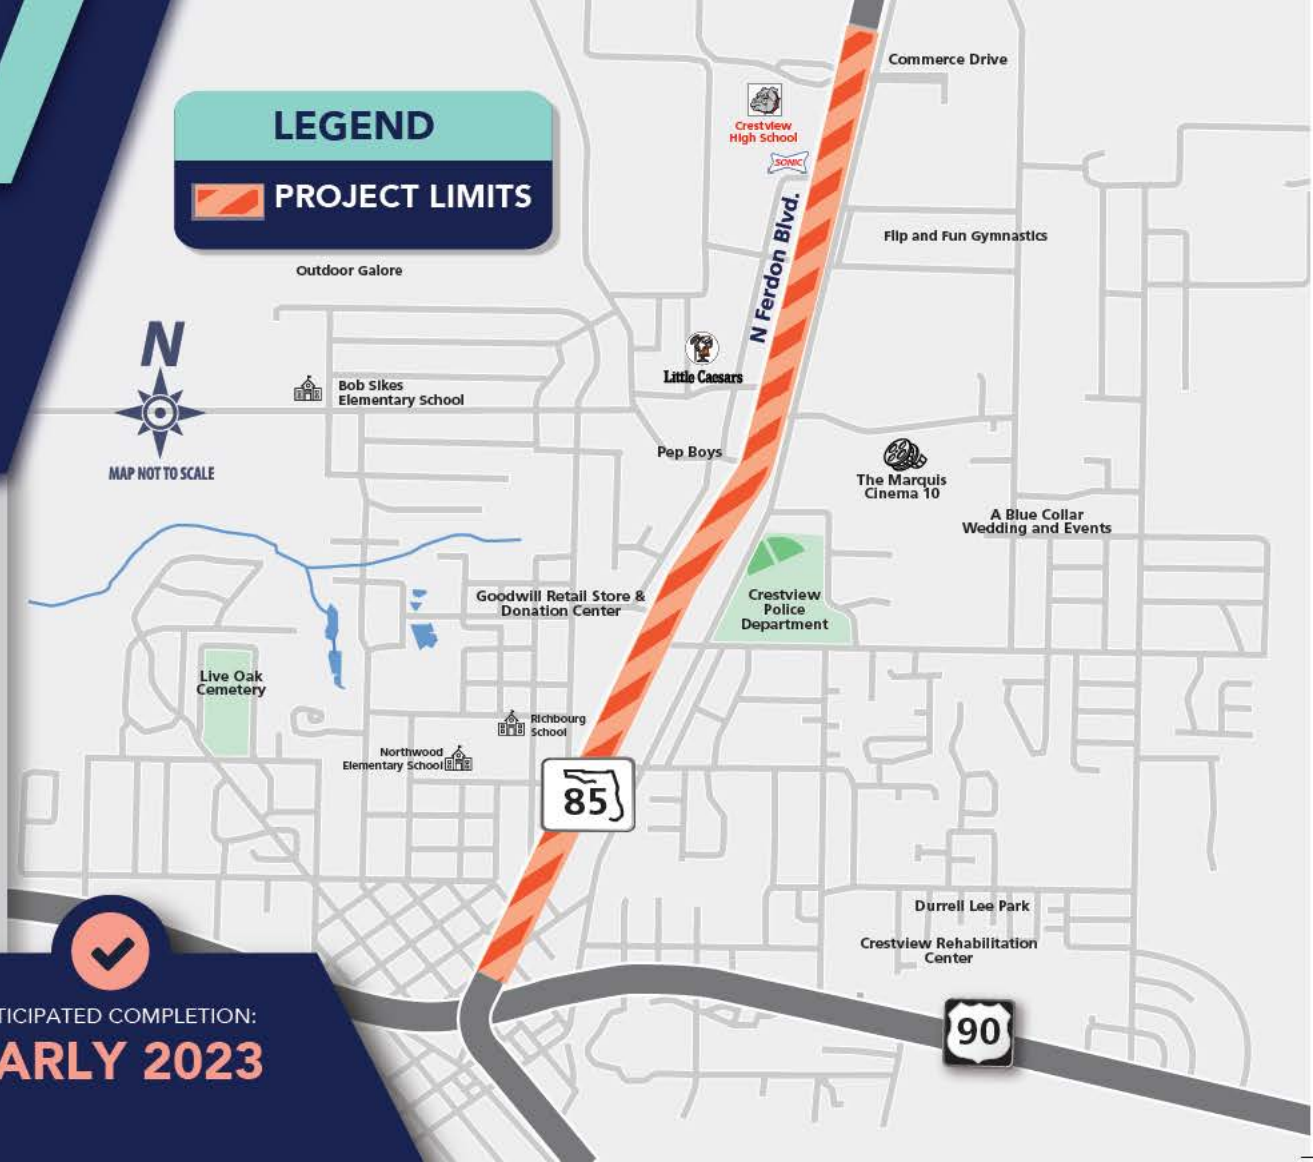 Commerce Drive
LEGEND
PROJECT LIMITS
Crestview
High School
SONIC
N Ferdon Blvd.
Flip and Fun Gymnastics
Outdoor Galore
N
MAP NOT TO SCALE
Bob Sikes
Elementary School
Little Caesars
Pep Boys
The Marquis
Cinema 10
A Blue Collar
Wedding and Events
Goodwill Retail Store &
Donation Center
Crestview
Police
Department
Live Oak
Cemetery
Richbourg
School
Northwood
Elementary School
85
Durrell Lee Park
Crestview Rehabilitation
Center
90
TICIPATED COMPLETION:
ARLY 2023